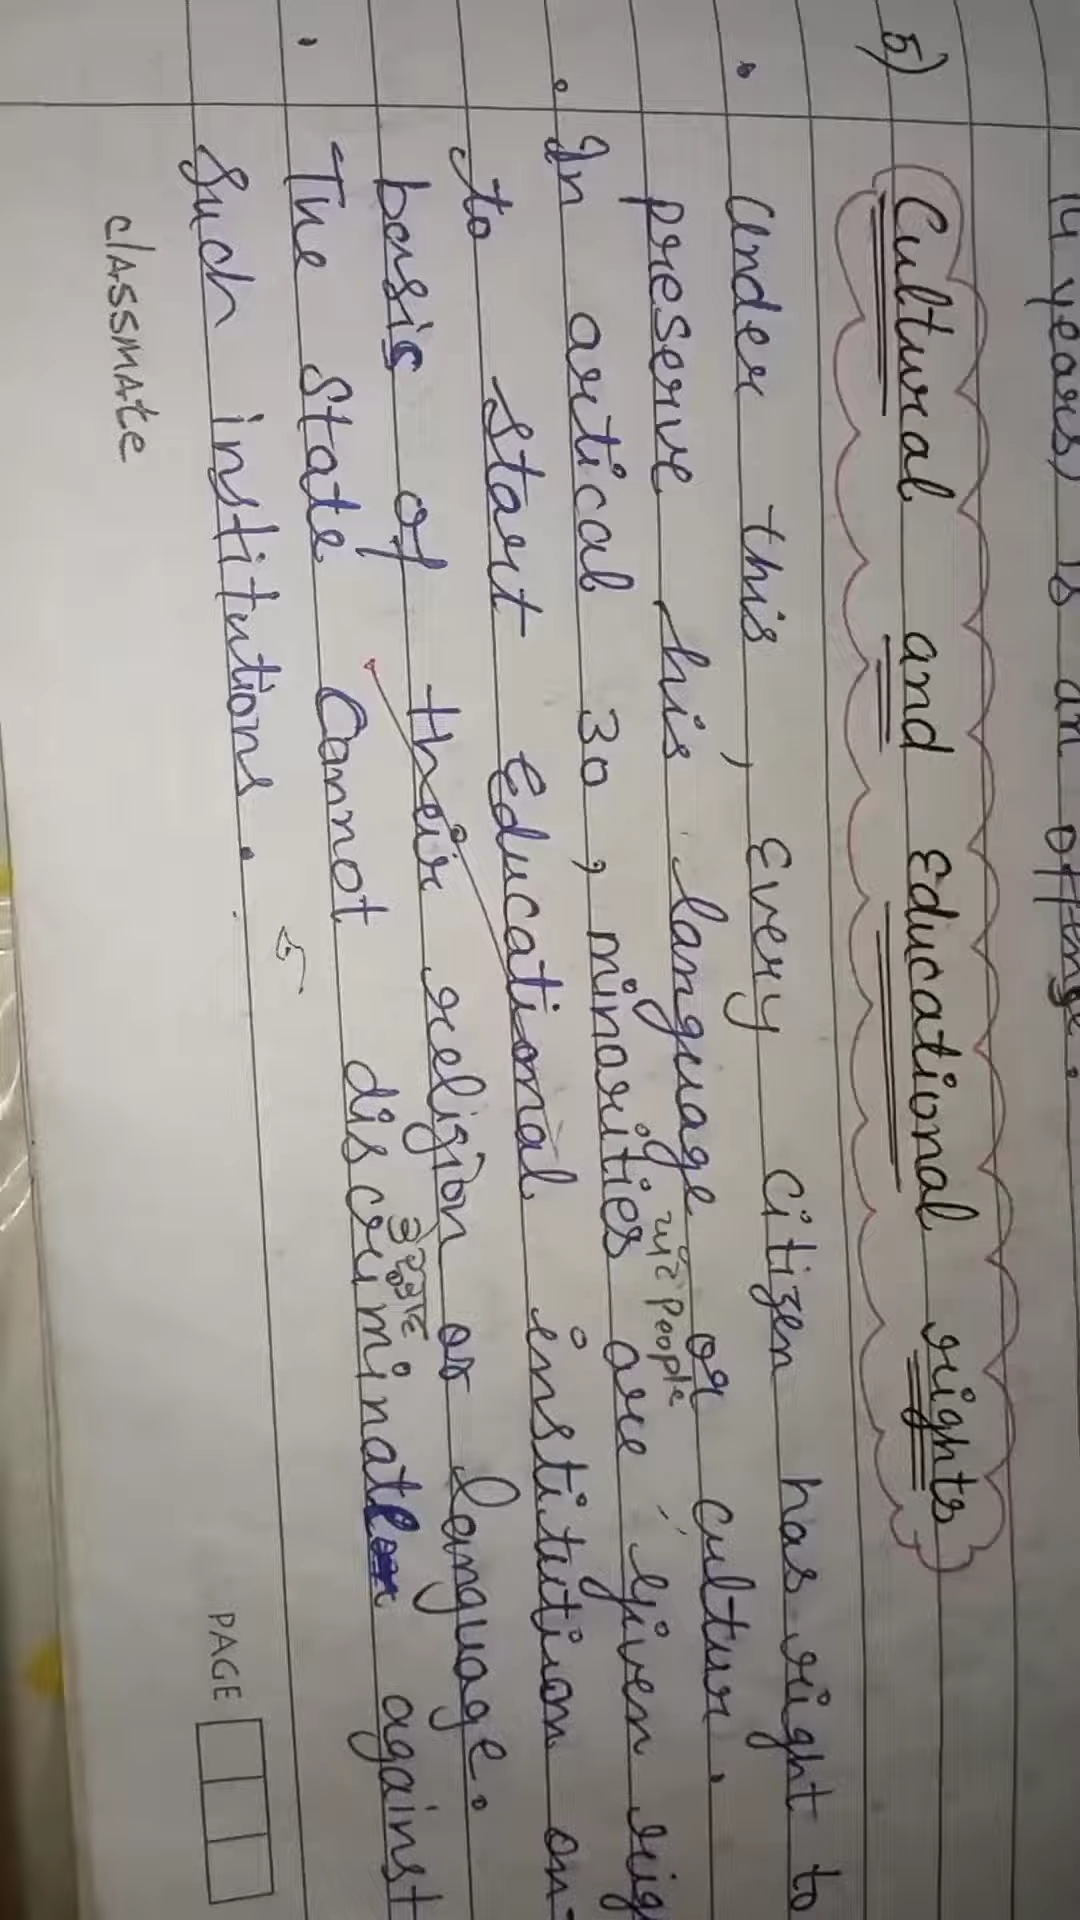 14 years) is an offense.
5) Cultural and Educational rights
• Under this, Every citizen has right to
preserve his language or culture.
• In artical 30, minorities are given rig
people
to start Educational institution on
basis of their religion or language.
• The State Cannot discriminate against
Such institutions.
CLASSMATE
PAGE